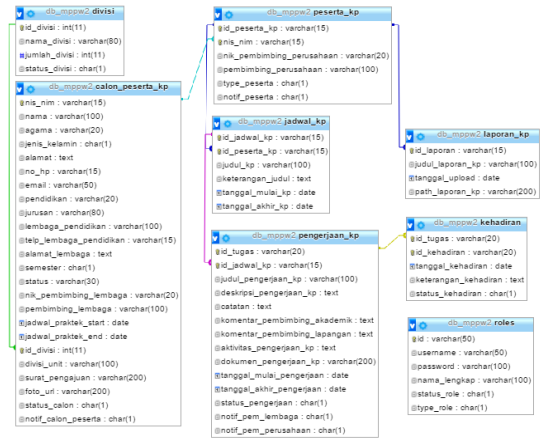 db_mppw2 divisi
id_divisi : int(11)
nama_divisi : varchar(80)
jumlah_divisi : int(11)
status_divisi : char(1)
db_mppw2 calon_peserta_kp
nis_nim : varchar(15)
nama : varchar(100)
agama : varchar(20)
jenis_kelamin : char(1)
alamat : text
no_hp : varchar(15)
email : varchar(50)
pendidikan : varchar(20)
jurusan : varchar(80)
lembaga_pendidikan : varchar(100)
telp_lembaga_pendidikan : varchar(15)
alamat_lembaga : text
semester : char(1)
status : varchar(30)
nik_pembimbing_lembaga : varchar(20)
pembimbing_lembaga : varchar(100)
jadwal_praktek_start : date
jadwal_praktek_end : date
id_divisi : int(11)
divisi_unit : varchar(100)
surat_pengajuan : varchar(200)
foto_url : varchar(200)
status_calon : char(1)
notif_calon_peserta : char(1)
db_mppw2 peserta_kp
id_peserta_kp : varchar(15)
nis_nim : varchar(15)
nik_pembimbing_perusahaan : varchar(20)
pembimbing_perusahaan : varchar(100)
type_peserta : char(1)
notif_peserta : char(1)
db_mppw2 jadwal_kp
id_jadwal_kp : varchar(15)
id_peserta_kp : varchar(15)
judul_kp : varchar(100)
keterangan_judul : text
tanggal_mulai_kp : date
tanggal_akhir_kp : date
db_mppw2 pengerjaan_kp
id_tugas : varchar(20)
id_jadwal_kp : varchar(15)
judul_pengerjaan_kp : varchar(100)
deskripsi_pengerjaan_kp : text
catatan : text
komentar_pembimbing_akademik : text
komentar_pembimbing_lapangan : text
aktivitas_pengerjaan_kp : text
dokumen_pengerjaan_kp : varchar(200)
tanggal_mulai_pengerjaan : date
tanggal_akhir_pengerjaan : date
status_pengerjaan : char(1)
notif_pem_lembaga : char(1)
notif_pem_perusahaan : char(1)
db_mppw2 laporan_kp
id_laporan : varchar(15)
judul_laporan_kp : varchar(100)
tanggal_upload : date
path_laporan_kp : varchar(200)
db_mppw2 kehadiran
id_tugas : varchar(20)
id_kehadiran : varchar(20)
tanggal_kehadiran : date
keterangan_kehadiran : text
status_kehadiran : char(1)
db_mppw2 roles
id : varchar(50)
username : varchar(50)
password : varchar(100)
nama_lengkap : varchar(100)
status_role : char(1)
type_role : char(1)